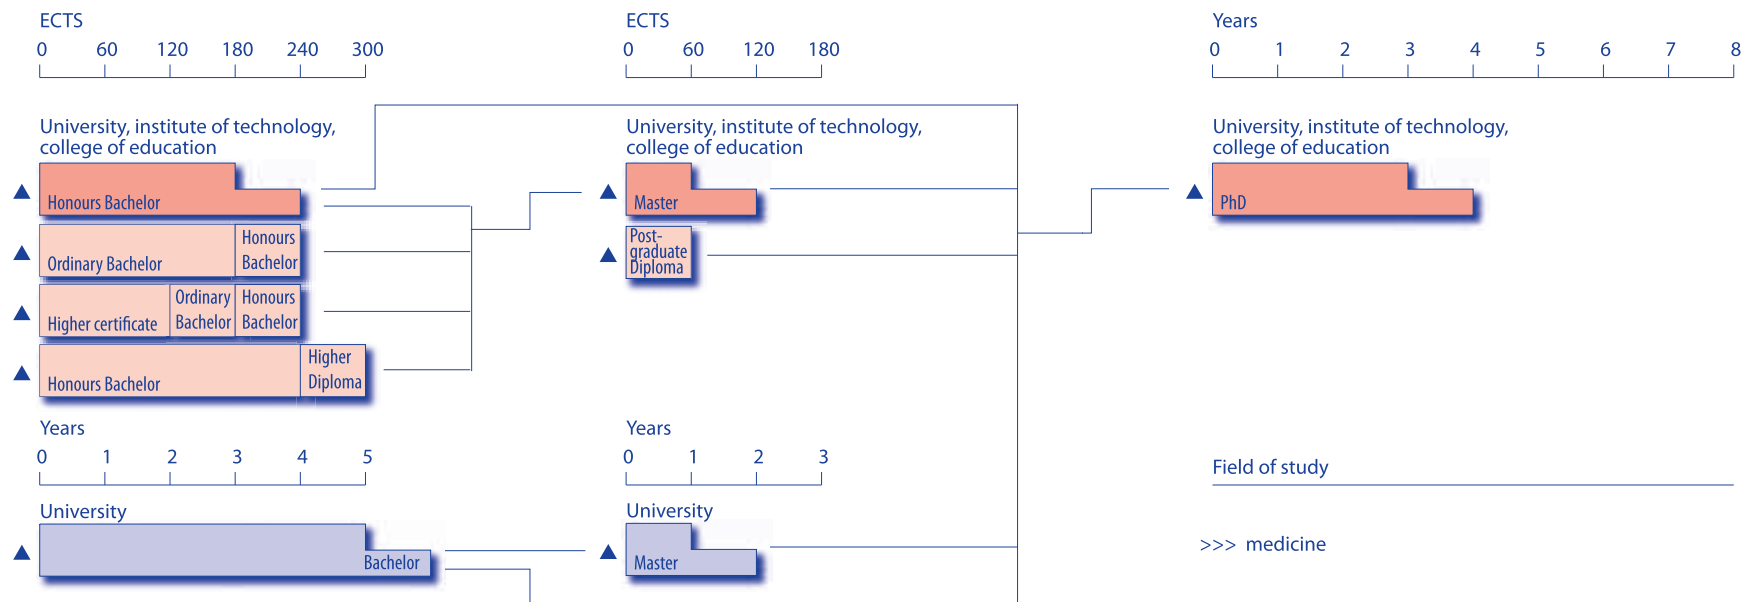 ECTS
0 60 120 180 240 300
ECTS
0 60 120 180
Years
0 1 2 3 4 5 6 7 8
University, institute of technology,
college of education
Honours Bachelor
Ordinary Bachelor
Honours
Bachelor
Higher certificate
Ordinary
Bachelor
Honours
Bachelor
Honours Bachelor
Higher
Diploma
University, institute of technology,
college of education
Master
Post-
graduate
Diploma
University, institute of technology,
college of education
PhD
Years
0 1 2 3 4 5
University
Bachelor
Years
0 1 2 3
University
Master
Field of study
>>> medicine